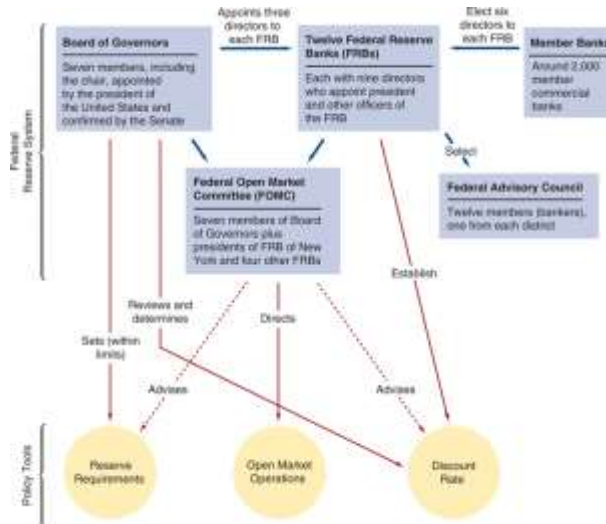 Appoints three
directors to
each FRB
Elect six
directors to
each FRB
Board of Governors
Seven members, including
the chair, appointed
by the president of
the United States and
confirmed by the Senate
Twelve Federal Reserve
Banks (FRBs)
Each with nine directors
who appoint president
and other officers of
the FRB
Member Banks
Around 2,000
member
commercial
banks
Federal
Reserve System
Select
Federal Open Market
Committee (FOMC)
Seven members of Board
of Governors plus
presidents of FRB of New
York and four other FRBs
Federal Advisory Council
Twelve members (bankers),
one from each district
Establish
Reviews and
determines
Directs
Sets (within
limits)
Advises
Advises
Policy Tools
Reserve
Requirements
Open Market
Operations
Discount
Rate